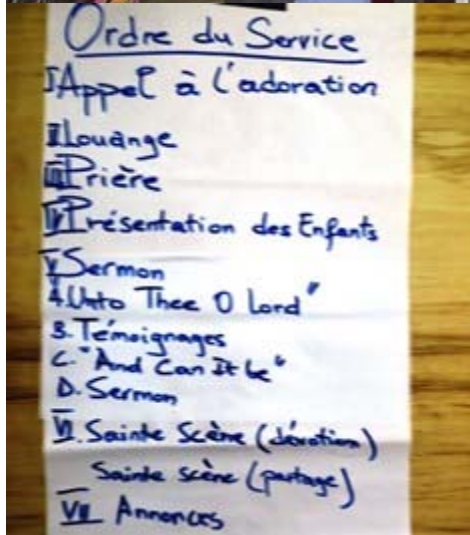 Ordre du Service
I Appel à l'adoration
II Louange
III Prière
IV Présentation des Enfants
V Sermon
A. Unto Thee O Lord"
B. Témoignages
C. "And Can It be"
D. Sermon
VI. Sainte Scène (dévotion)
Sainte scène (partage)
VII Annonces